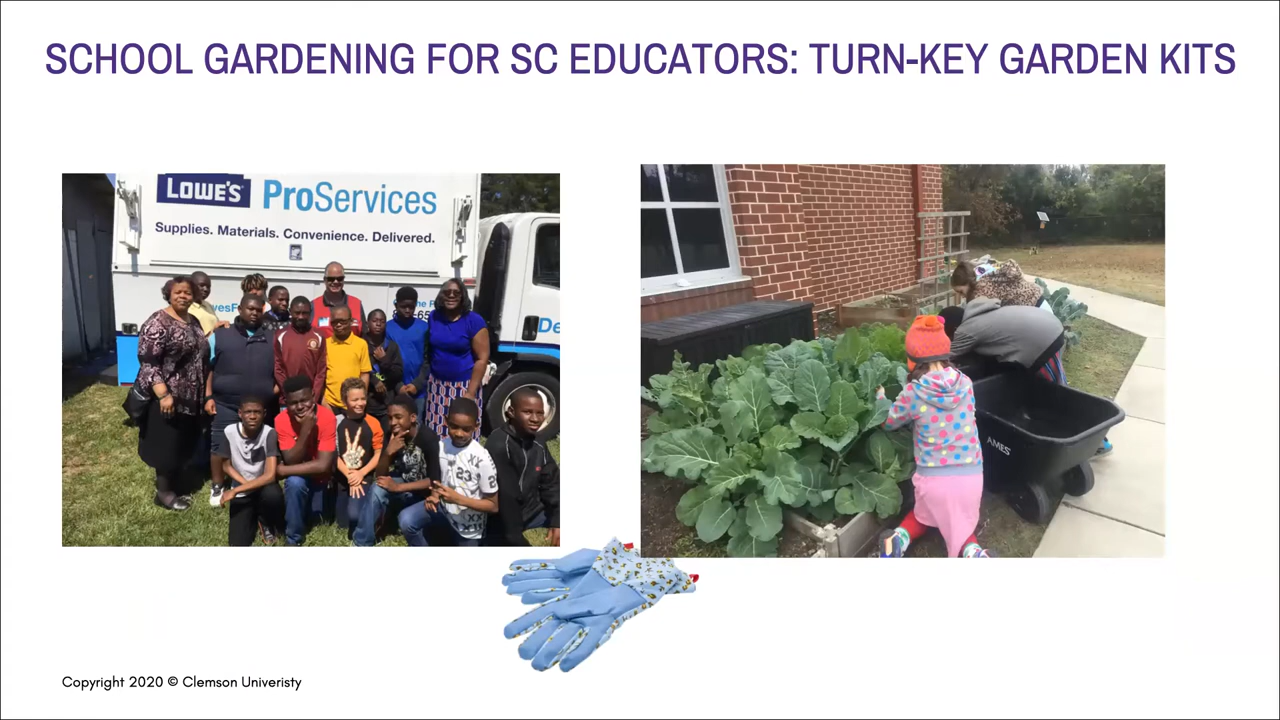 SCHOOL GARDENING FOR SC EDUCATORS: TURN-KEY GARDEN KITS
LOWE'S ProServices
Supplies. Materials. Convenience. Delivered.
AMES
Copyright 2020 © Clemson Univeristy